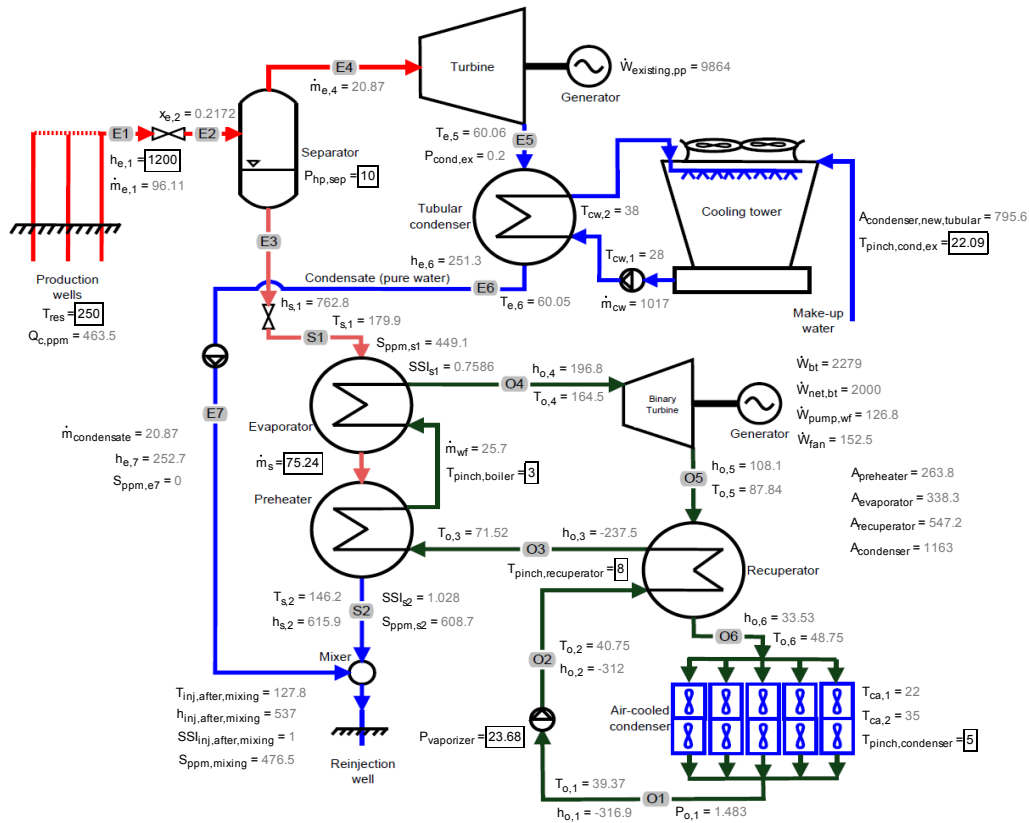 E4
Turbine
Ẇexisting,pp = 9864
ṁe,4 = 20.87
Generator
xe,2 = 0.2172
E1
E2
Te,5 = 60.06
E5
Pcond,ex = 0.2
he,1 = 1200
ṁe,1 = 96.11
Separator
Php,sep = 10
Tubular
condenser
Tcw,2 = 38
Cooling tower
Acondenser,new,tubular = 795.6
Tpinch,cond,ex = 22.09
E3
Tcw,1 = 28
he,6 = 251.3
Condensate (pure water)
E6
Te,6 = 60.05
ṁcw = 1017
Make-up
water
Production
wells
Tres = 250
Qc,ppm = 463.5
hs,1 = 762.8
Ts,1 = 179.9
S1
Sppm,s1 = 449.1
SSIs1 = 0.7586
O4
ho,4 = 196.8
To,4 = 164.5
Binary
Turbine
Generator
Ẇbt = 2279
Ẇnet,bt = 2000
Ẇpump,wf = 126.8
Ẇfan = 152.5
E7
Evaporator
ṁcondensate = 20.87
he,7 = 252.7
Sppm,e7 = 0
ṁs = 75.24
ṁwf = 25.7
Tpinch,boiler = 3
Preheater
ho,5 = 108.1
O5
To,5 = 87.84
Apreheater = 263.8
Aevaporator = 338.3
Arecuperator = 547.2
Acondenser = 1163
To,3 = 71.52
ho,3 = -237.5
O3
Tpinch,recuperator = 8
Recuperator
Ts,2 = 146.2
SSIs2 = 1.028
S2
hs,2 = 615.9
Sppm,s2 = 608.7
ho,6 = 33.53
O6
To,6 = 48.75
To,2 = 40.75
O2
ho,2 = -312
Mixer
Tinj,after,mixing = 127.8
hinj,after,mixing = 537
SSIinj,after,mixing = 1
Sppm,mixing = 476.5
Reinjection
well
Pvaporizer = 23.68
Air-cooled
condenser
Tca,1 = 22
Tca,2 = 35
Tpinch,condenser = 5
To,1 = 39.37
O1
ho,1 = -316.9
Po,1 = 1.483